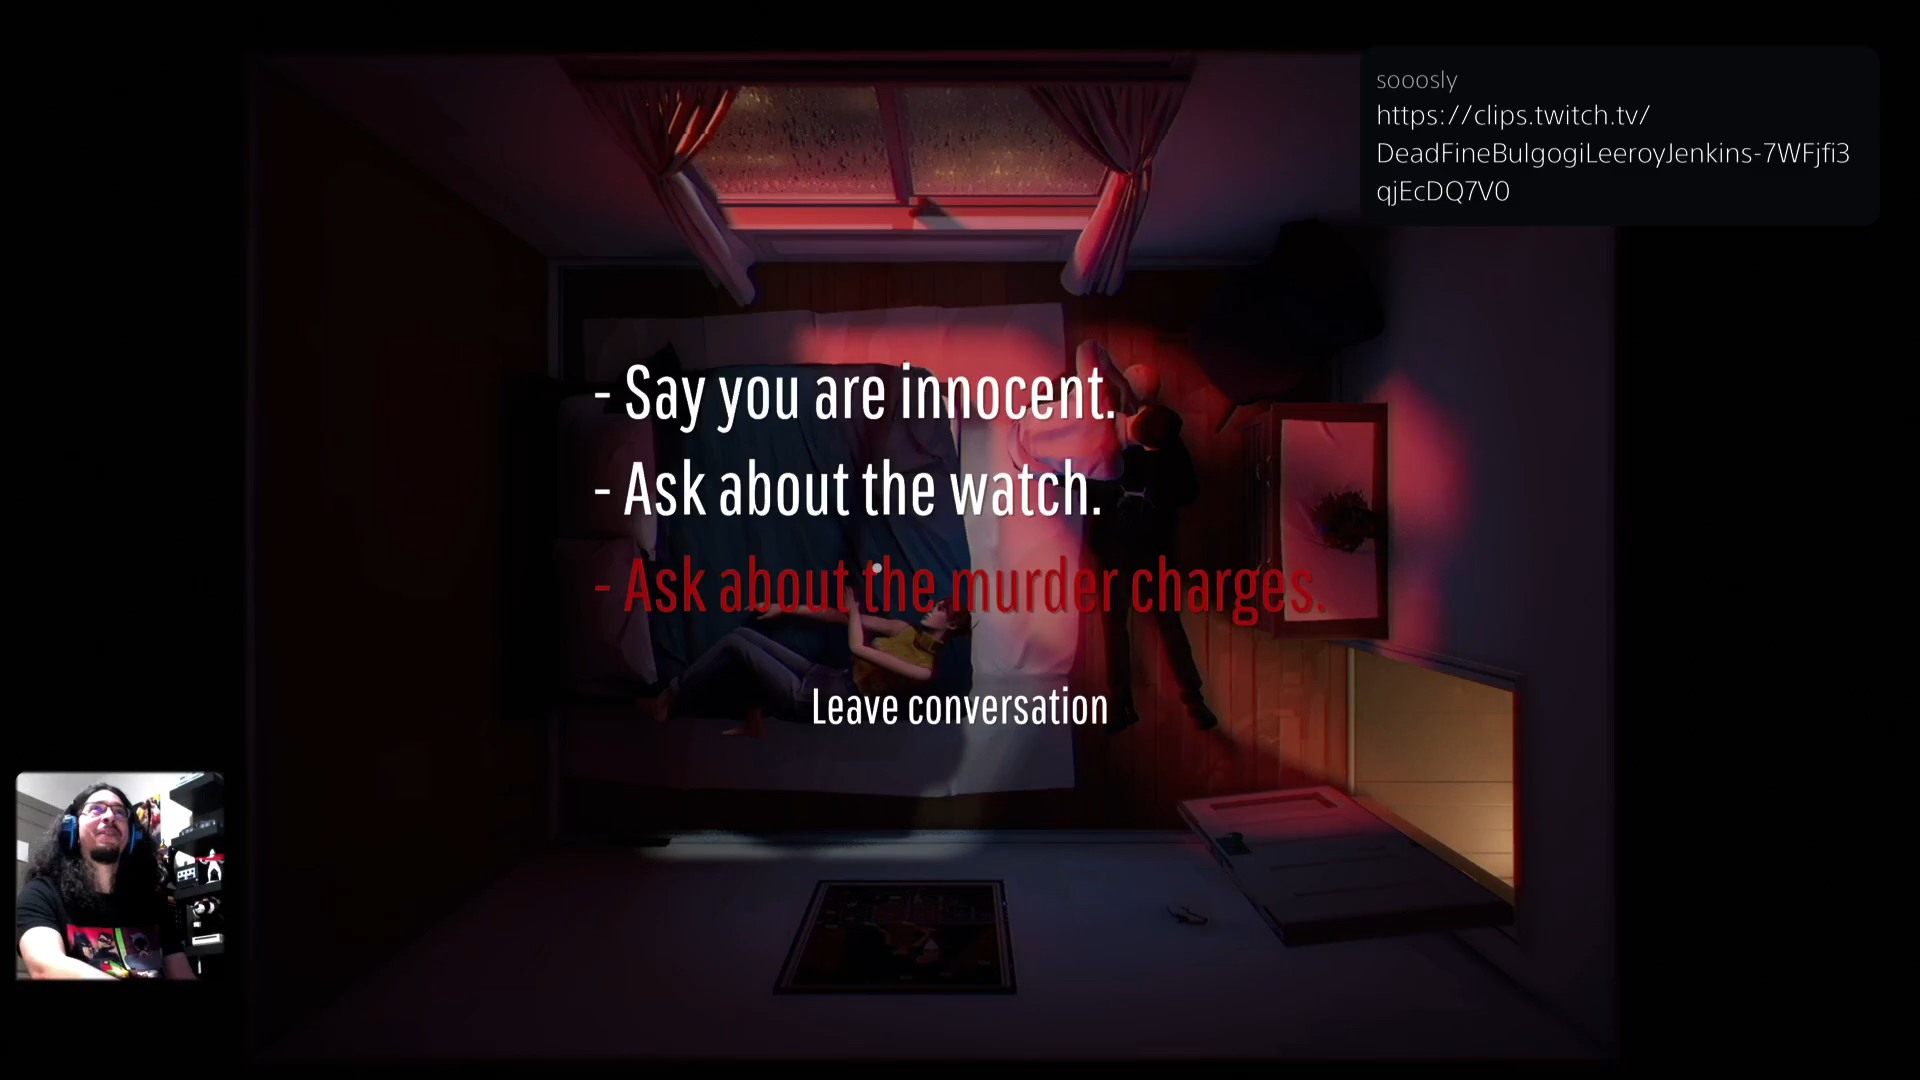 sooosly
https://clips.twitch.tv/
DeadFineBulgogiLeeroyJenkins-7WFjfi3
qjEcDQ7V0
- Say you are innocent.
- Ask about the watch.
- Ask about the murder charges.
Leave conversation